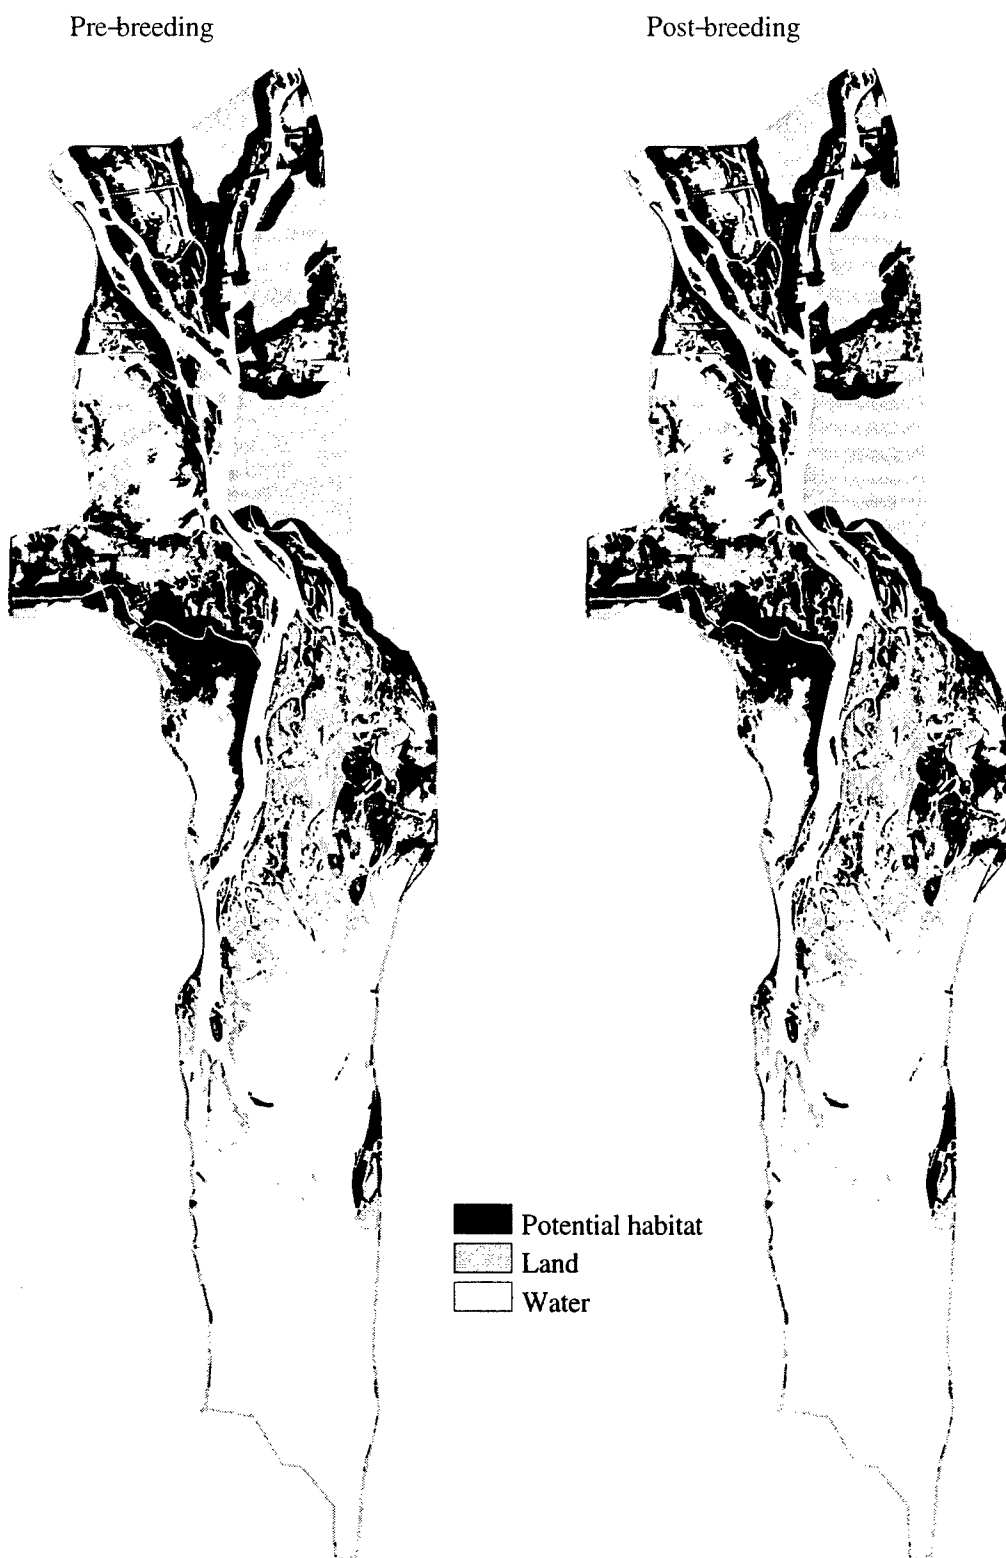 Pre-breeding
Post-breeding
Potential habitat
Land
Water